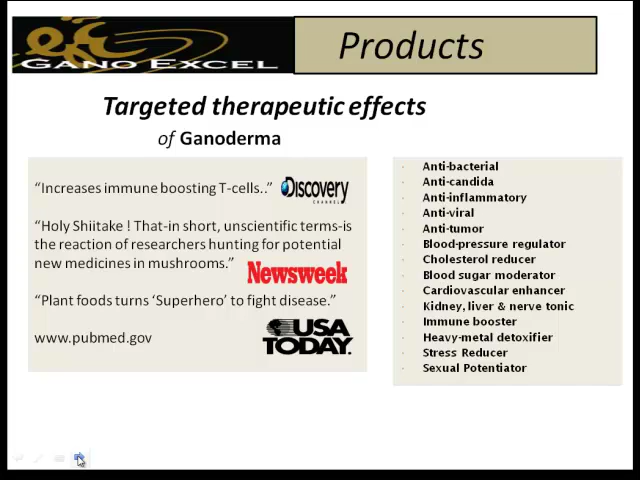 GANO EXCEL
Products
Targeted therapeutic effects
of Ganoderma
“Increases immune boosting T-cells..”
Discovery
CHANNEL
“Holy Shiitake ! That-in short, unscientific terms-is
the reaction of researchers hunting for potential
new medicines in mushrooms.”
Newsweek
“Plant foods turns ‘Superhero’ to fight disease.”
USA
TODAY.
www.pubmed.gov
· Anti-bacterial
· Anti-candida
· Anti-inflammatory
· Anti-viral
· Anti-tumor
· Blood-pressure regulator
· Cholesterol reducer
· Blood sugar moderator
· Cardiovascular enhancer
· Kidney, liver & nerve tonic
· Immune booster
· Heavy-metal detoxifier
· Stress Reducer
· Sexual Potentiator